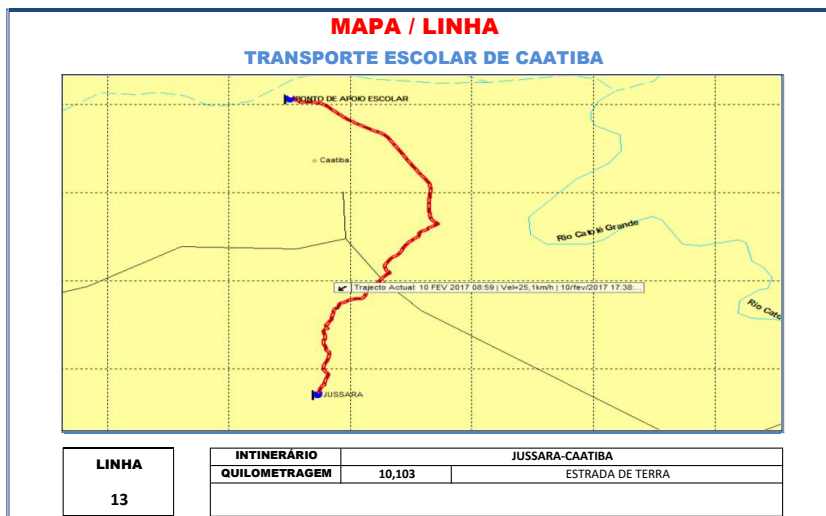 MAPA / LINHA
TRANSPORTE ESCOLAR DE CAATIBA
PONTO DE APOIO ESCOLAR
Caatiba
Rio Catolé Grande
Trajecto Actual: 10 FEV 2017 08:59 | Vel=25,1km/h | 10/fev/2017 17:38:...
Rio Cato
JUSSARA
LINHA
13
INTINERÁRIO JUSSARA-CAATIBA
QUILOMETRAGEM 10,103 ESTRADA DE TERRA